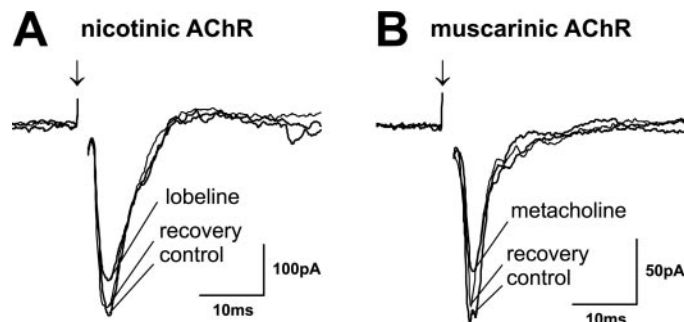 A nicotinic AChR
lobeline
recovery
control
100pA
10ms
B muscarinic AChR
metacholine
recovery
control
50pA
10ms